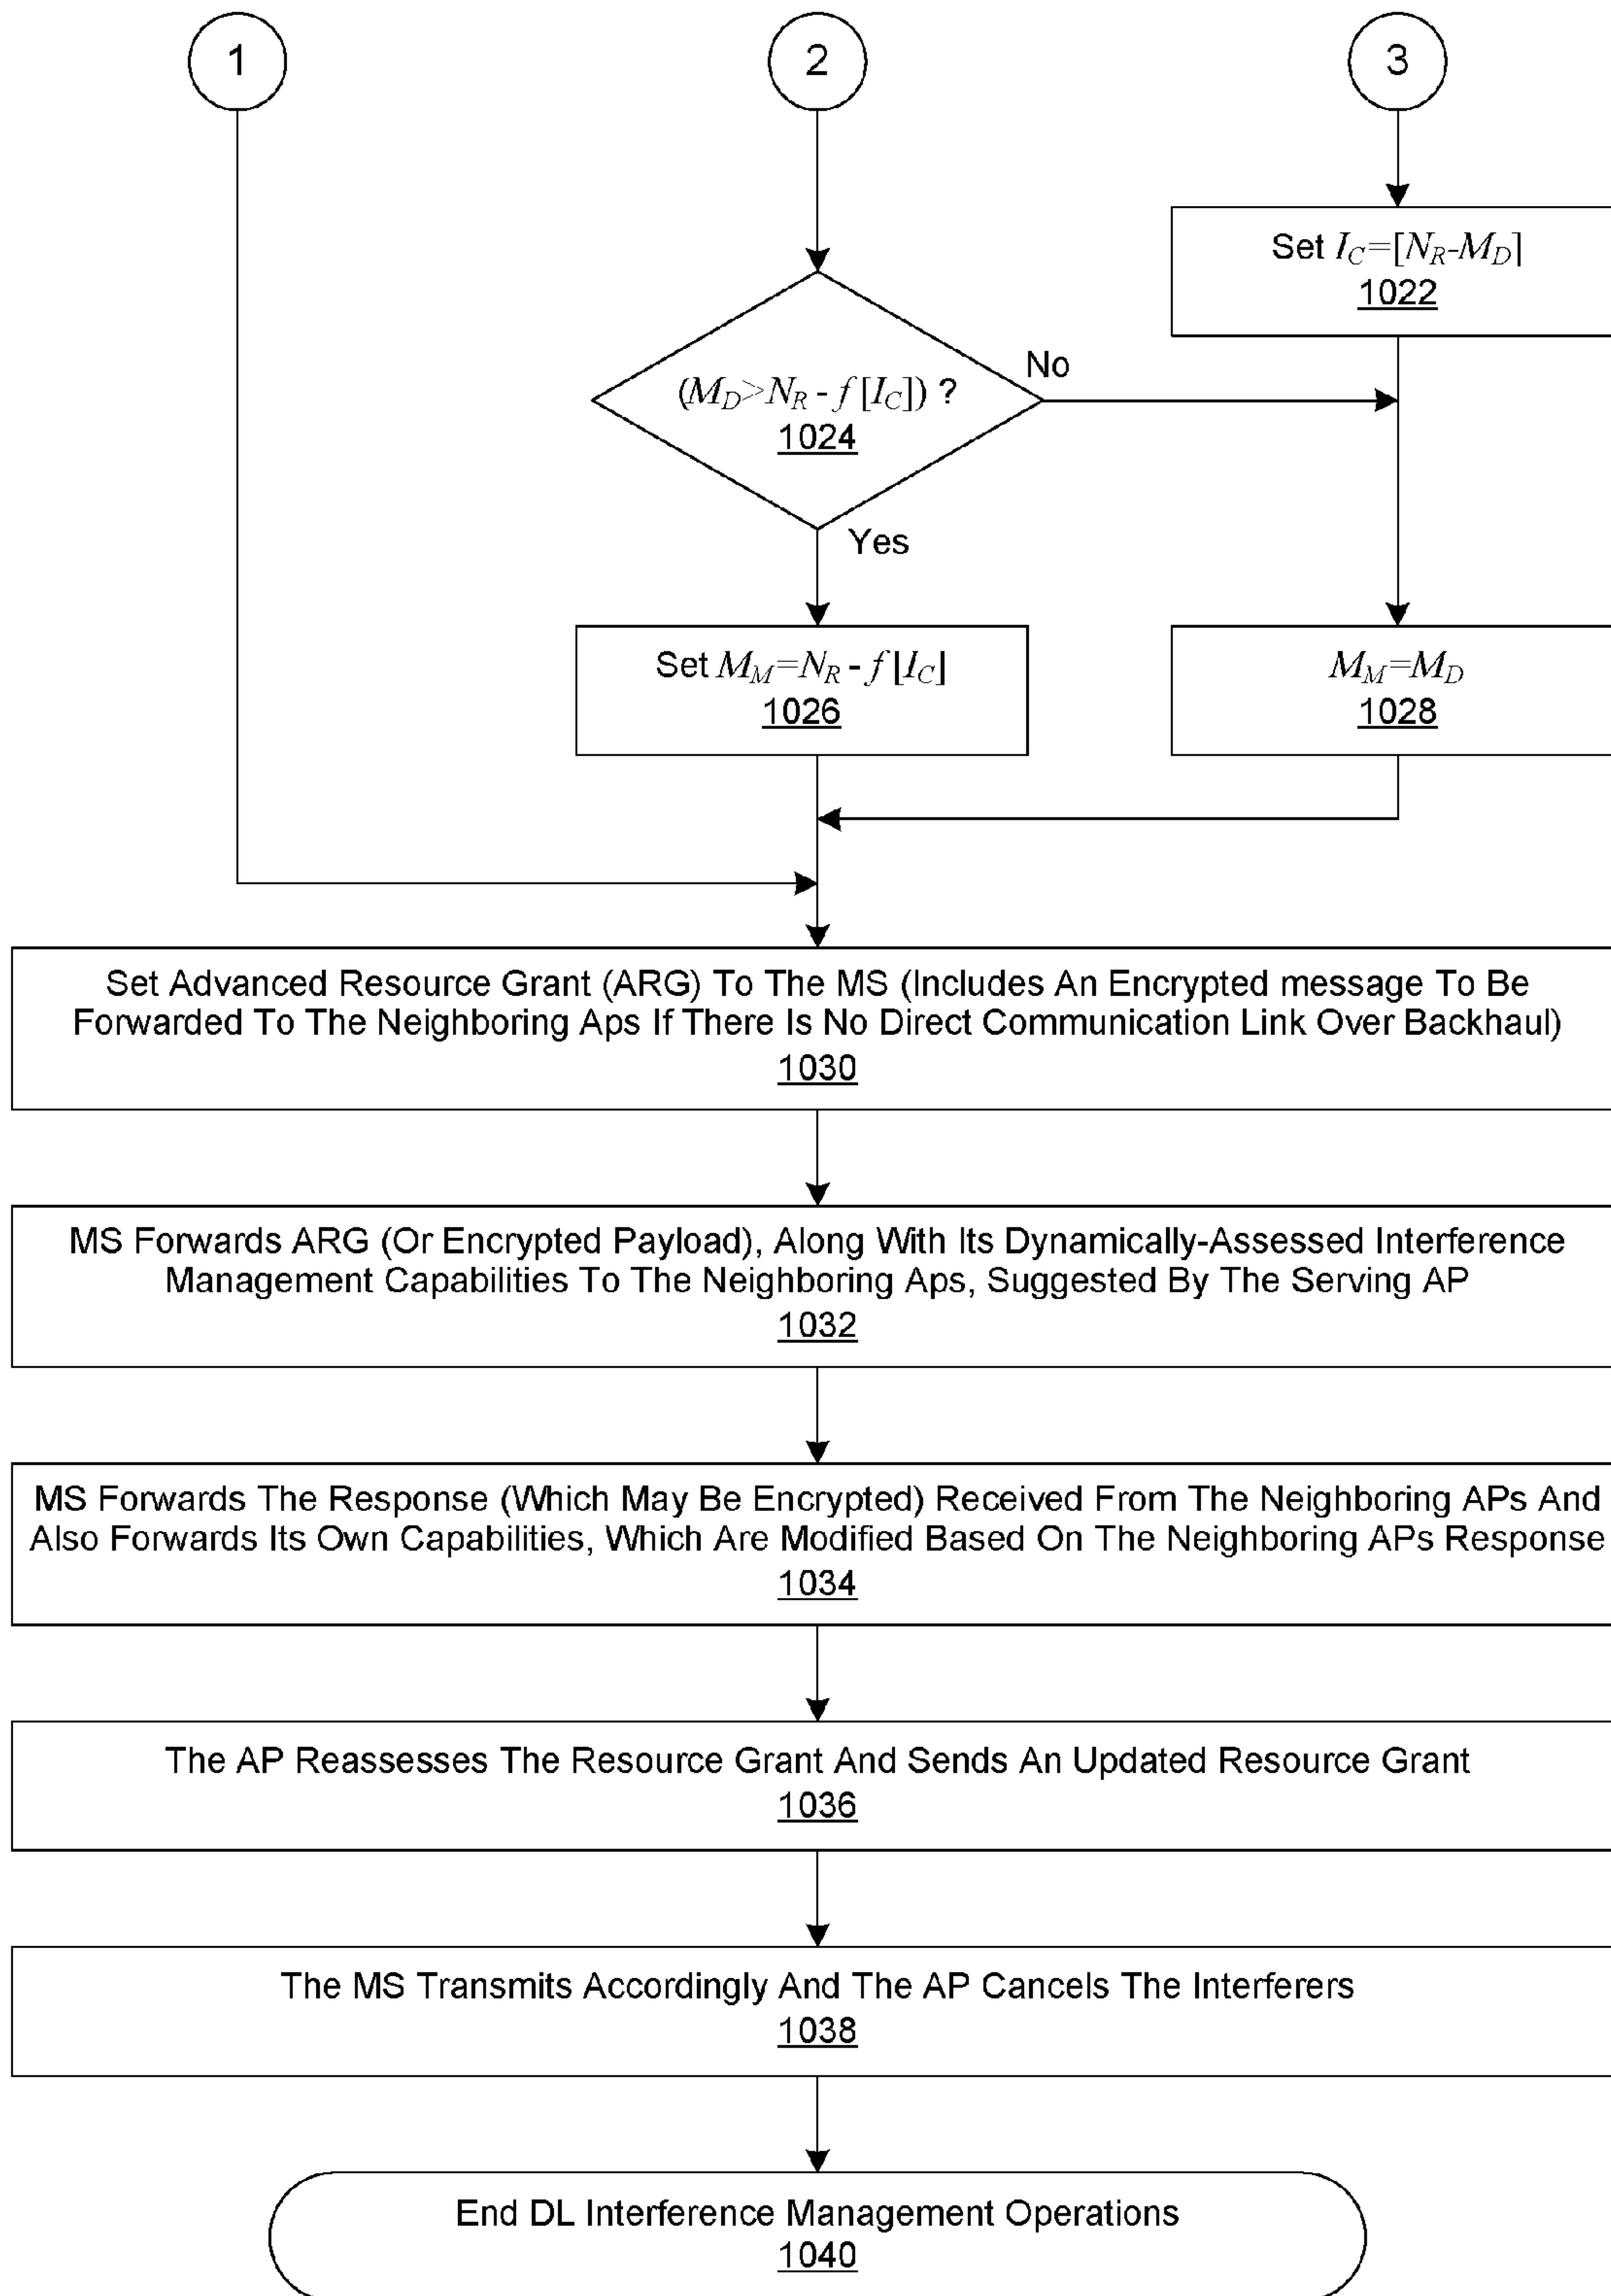 1
2
3
Set I_C=[N_R-M_D]
1022
(M_D>N_R - f [I_C]) ?
1024
No
Yes
Set M_M=N_R - f [I_C]
1026
M_M=M_D
1028
Set Advanced Resource Grant (ARG) To The MS (Includes An Encrypted message To Be
Forwarded To The Neighboring Aps If There Is No Direct Communication Link Over Backhaul)
1030
MS Forwards ARG (Or Encrypted Payload), Along With Its Dynamically-Assessed Interference
Management Capabilities To The Neighboring Aps, Suggested By The Serving AP
1032
MS Forwards The Response (Which May Be Encrypted) Received From The Neighboring APs And
Also Forwards Its Own Capabilities, Which Are Modified Based On The Neighboring APs Response
1034
The AP Reassesses The Resource Grant And Sends An Updated Resource Grant
1036
The MS Transmits Accordingly And The AP Cancels The Interferers
1038
End DL Interference Management Operations
1040